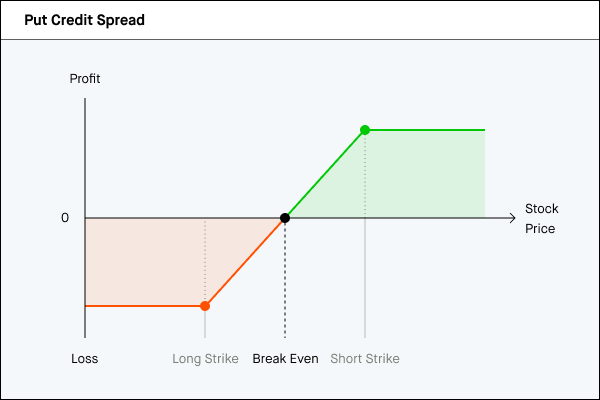 Put Credit Spread
Profit
0
Stock
Price
Loss
Long Strike
Break Even
Short Strike